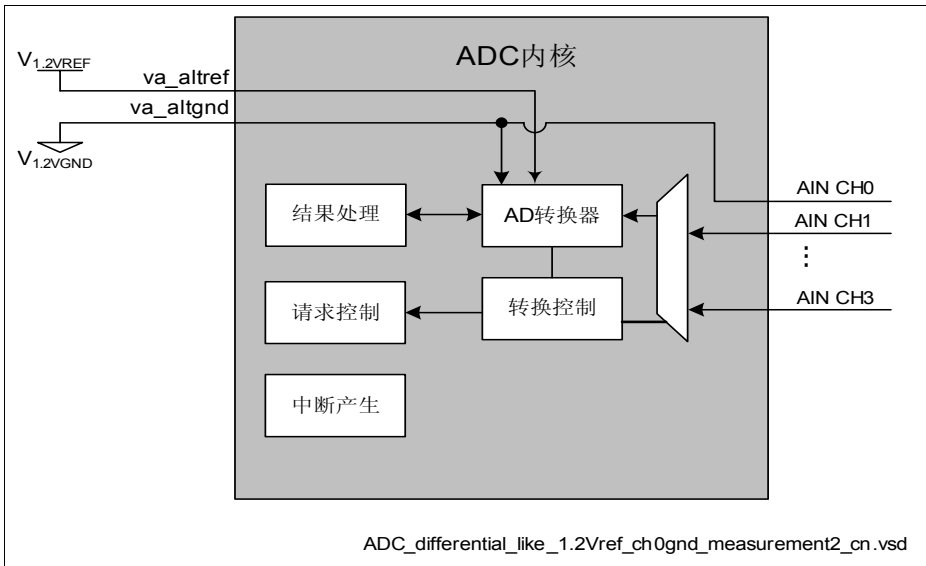 ADC内核
V1.2VREF
va_altref
va_altgnd
V1.2VGND
AIN CH0
结果处理
AD转换器
AIN CH1
⋮
请求控制
转换控制
AIN CH3
中断产生
ADC_differential_like_1.2Vref_ch0gnd_measurement2_cn.vsd